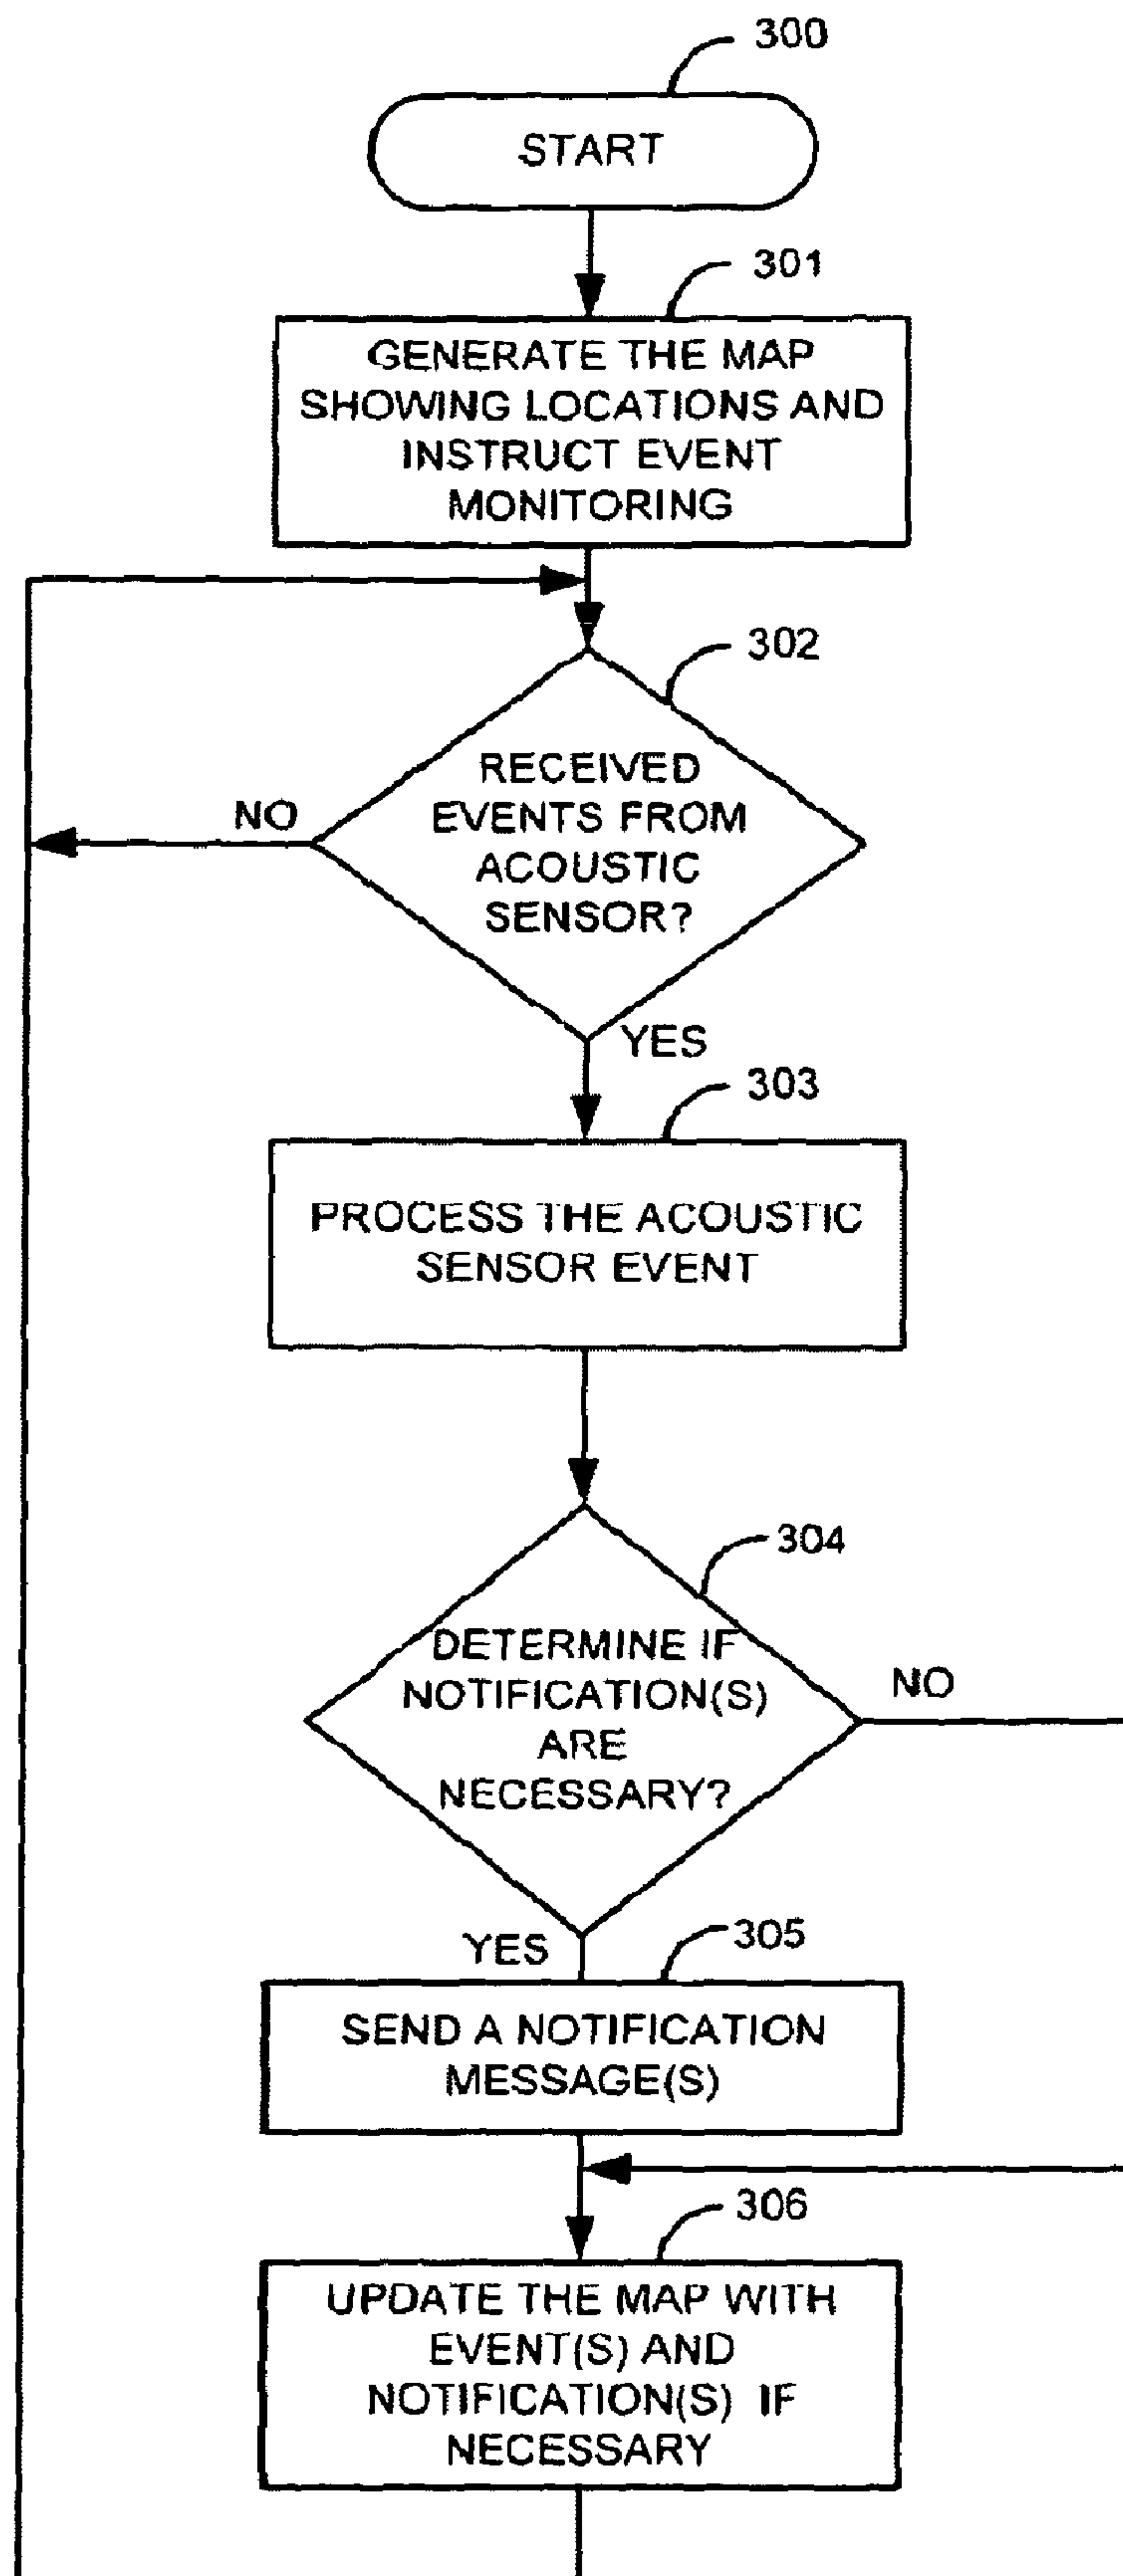 300
START
301
GENERATE THE MAP
SHOWING LOCATIONS AND
INSTRUCT EVENT
MONITORING
302
RECEIVED
EVENTS FROM
ACOUSTIC
SENSOR?
NO
YES
303
PROCESS THE ACOUSTIC
SENSOR EVENT
304
DETERMINE IF
NOTIFICATION(S)
ARE
NECESSARY?
NO
YES
305
SEND A NOTIFICATION
MESSAGE(S)
306
UPDATE THE MAP WITH
EVENT(S) AND
NOTIFICATION(S) IF
NECESSARY